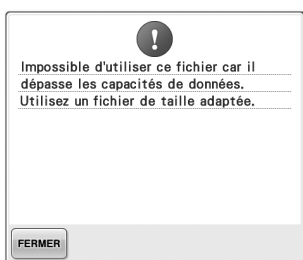 !
Impossible d'utiliser ce fichier car il
dépasse les capacités de données.
Utilisez un fichier de taille adaptée.
FERMER